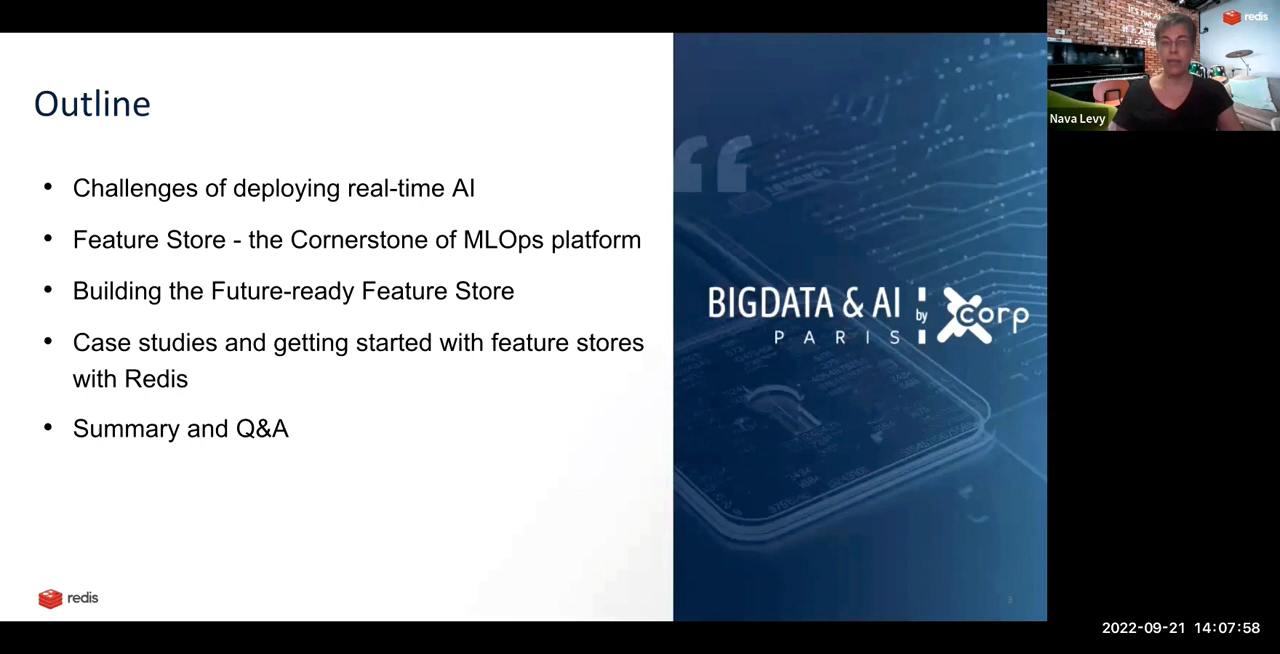 Outline
• Challenges of deploying real-time AI
• Feature Store - the Cornerstone of MLOps platform
• Building the Future-ready Feature Store
• Case studies and getting started with feature stores
with Redis
• Summary and Q&A
redis
BIGDATA & AI by corp
PARIS
3
redis
Nava Levy
2022-09-21 14:07:58